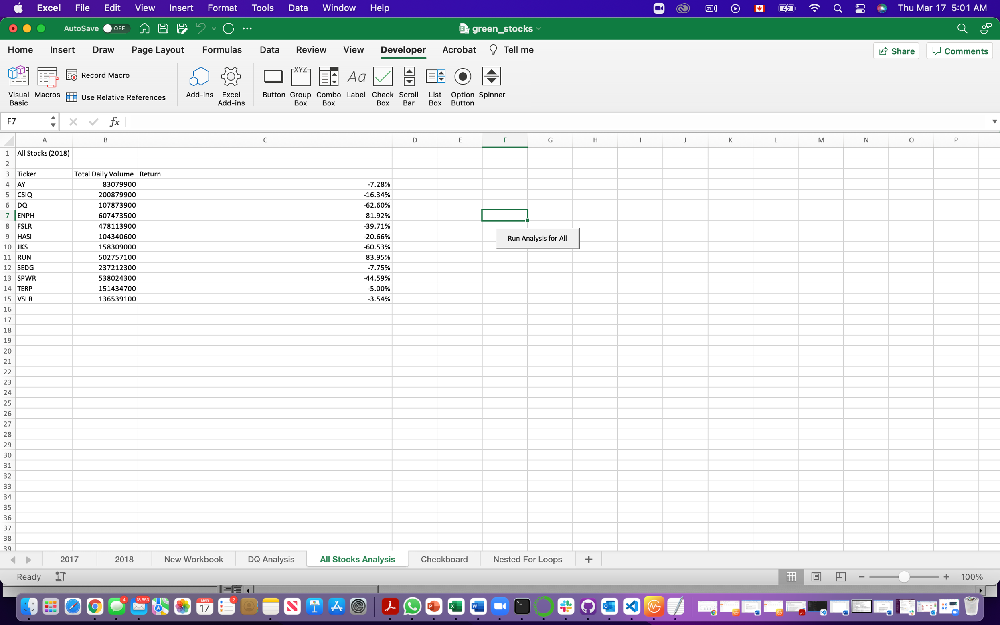 Excel File Edit View Insert Format Tools Data Window Help Thu Mar 17 5:01 AM
AutoSave OFF green_stocks
Home Insert Draw Page Layout Formulas Data Review View Developer Acrobat Tell me Share Comments
Visual Basic Macros Record Macro Use Relative References Add-ins Excel Add-ins Button XYZ Group Box Combo Box Aa Label Check Box Scroll Bar List Box Option Button Spinner
F7 fx
A B C D E F G H I J K L M N O P
1 All Stocks (2018)
2
3 Ticker Total Daily Volume Return
4 AY 83079900 -7.28%
5 CSIQ 200879900 -16.34%
6 DQ 107873900 -62.60%
7 ENPH 607473500 81.92%
8 FSLR 478113900 -39.71%
Run Analysis for All
9 HASI 104340600 -20.66%
10 JKS 158309000 -60.53%
11 RUN 502757100 83.95%
12 SEDG 237212300 -7.75%
13 SPWR 538024300 -44.59%
14 TERP 151434700 -5.00%
15 VSLR 136539100 -3.54%
16
17
18
19
20
21
22
23
24
25
26
27
28
29
30
31
32
33
34
35
36
37
38
39
2017 2018 New Workbook DQ Analysis All Stocks Analysis Checkboard Nested For Loops +
Ready 100%
4 18,653 MAR 17 2